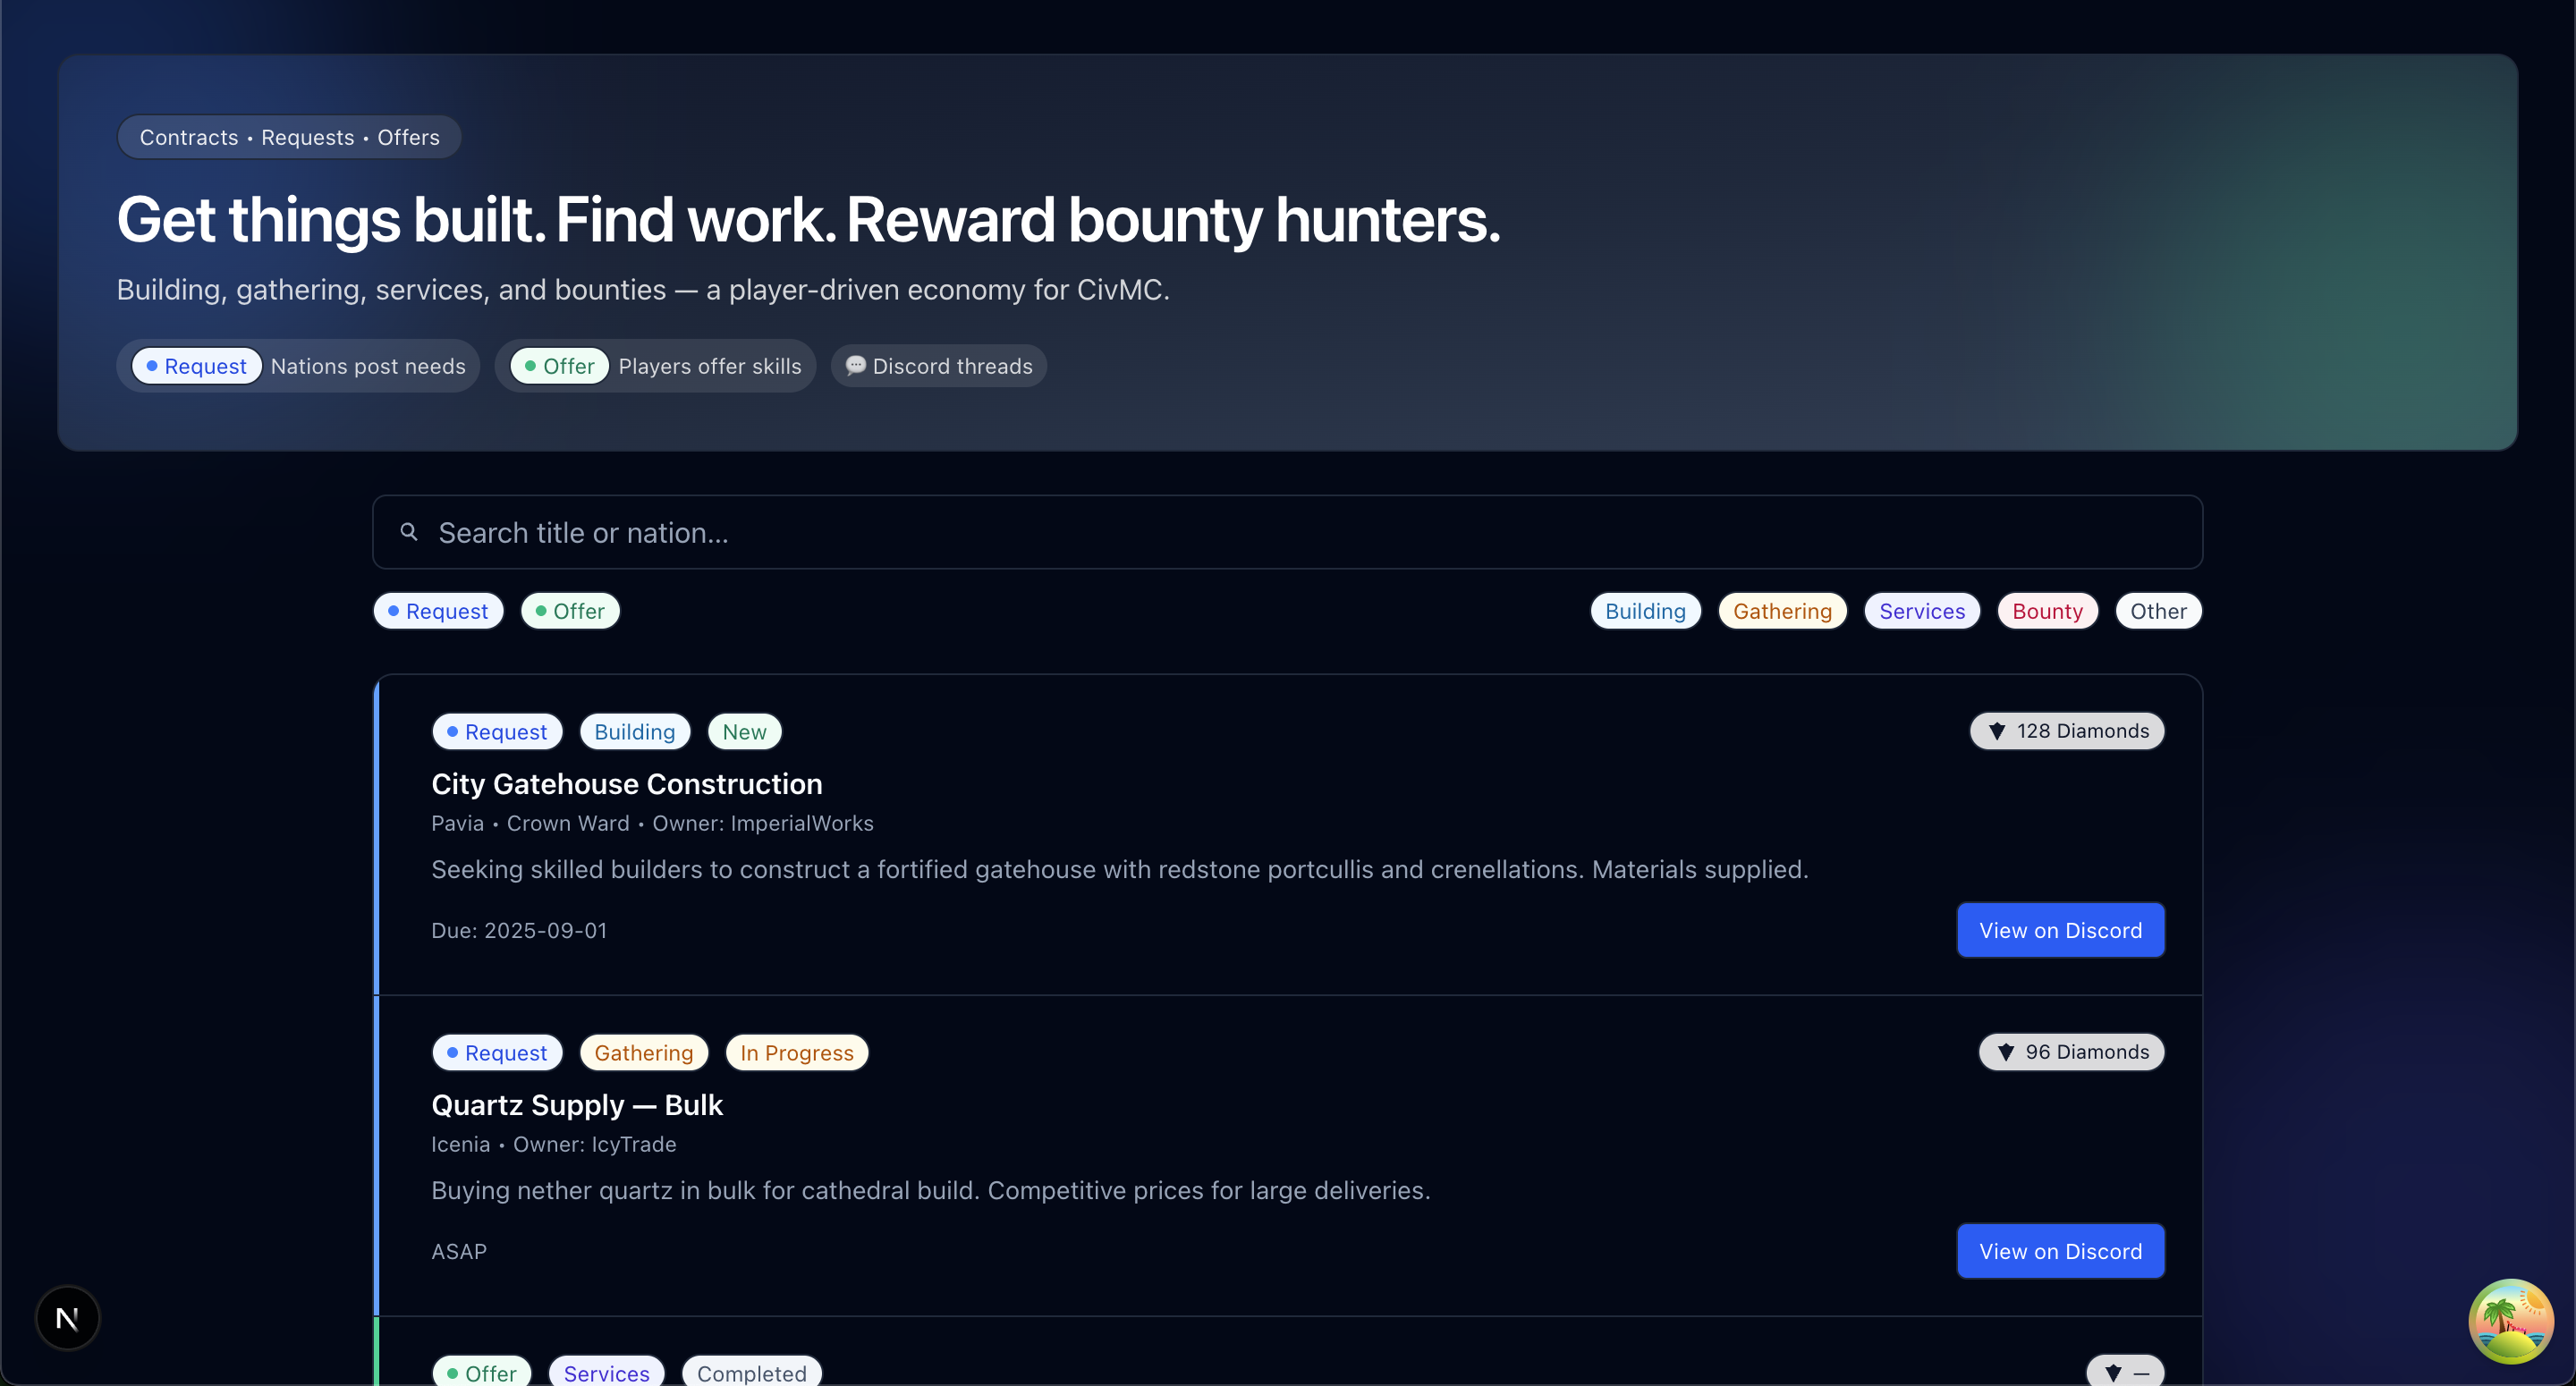 Contracts • Requests • Offers
Get things built. Find work. Reward bounty hunters.
Building, gathering, services, and bounties — a player-driven economy for CivMC.
Request Nations post needs Offer Players offer skills Discord threads
Search title or nation...
Request Offer Building Gathering Services Bounty Other
Request Building New 128 Diamonds
City Gatehouse Construction
Pavia • Crown Ward • Owner: ImperialWorks
Seeking skilled builders to construct a fortified gatehouse with redstone portcullis and crenellations. Materials supplied.
Due: 2025-09-01 View on Discord
Request Gathering In Progress 96 Diamonds
Quartz Supply — Bulk
Icenia • Owner: IcyTrade
Buying nether quartz in bulk for cathedral build. Competitive prices for large deliveries.
ASAP View on Discord
N
Offer Services Completed —